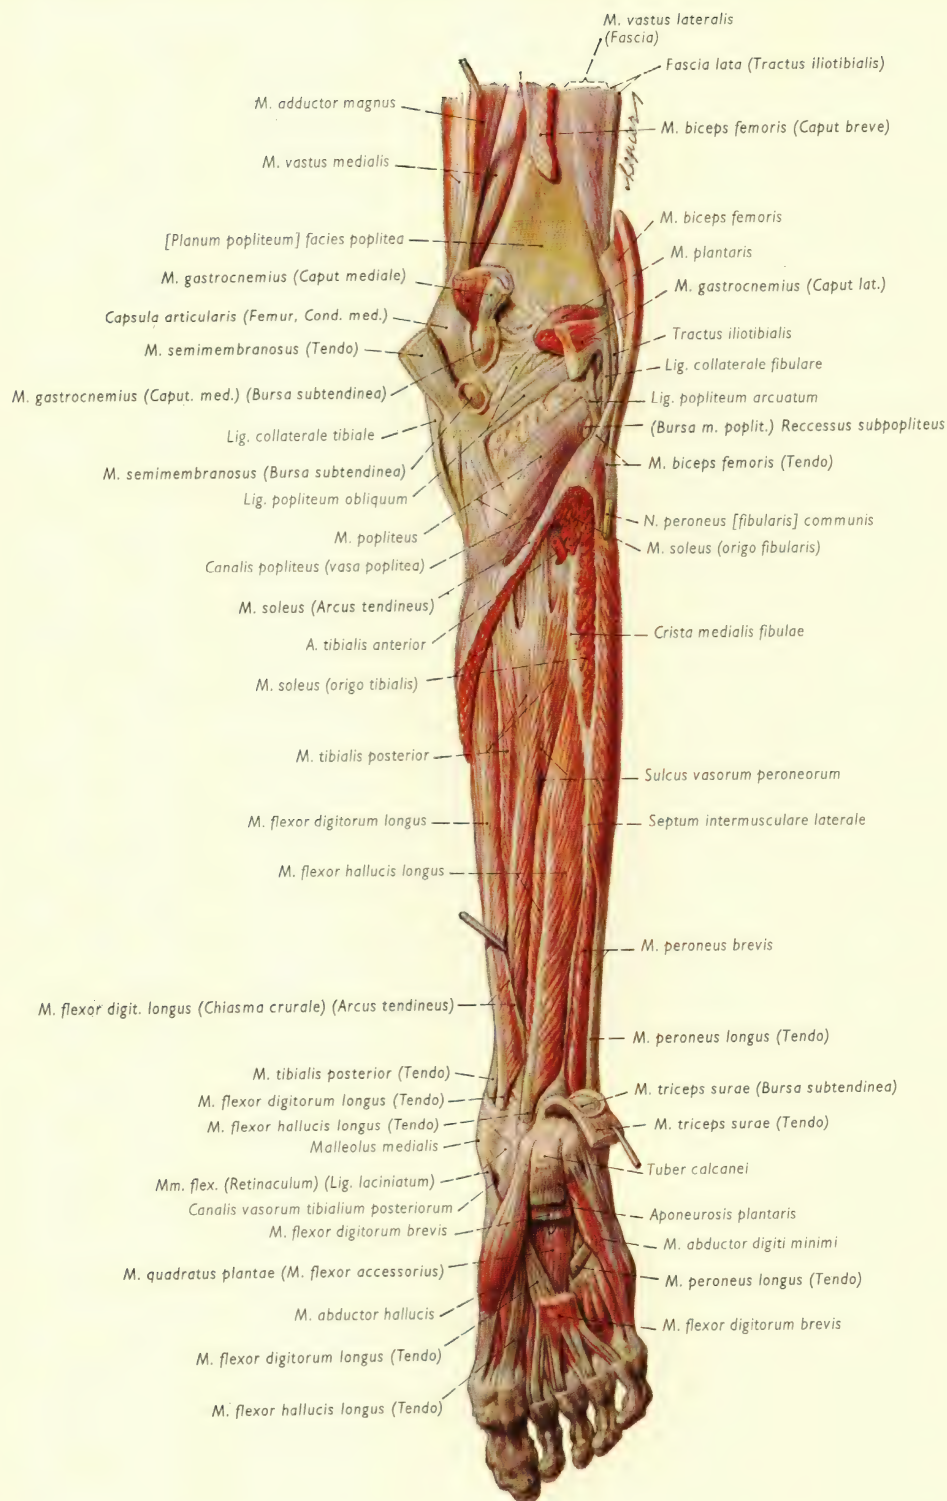 M. vastus lateralis
(Fascia)
Fascia lata (Tractus iliotibialis)
M. adductor magnus
M. biceps femoris (Caput breve)
M. vastus medialis
M. biceps femoris
[Planum popliteum] facies poplitea
M. plantaris
M. gastrocnemius (Caput mediale)
M. gastrocnemius (Caput lat.)
Capsula articularis (Femur, Cond. med.)
Tractus iliotibialis
M. semimembranosus (Tendo)
Lig. collaterale fibulare
M. gastrocnemius (Caput. med.) (Bursa subtendinea)
Lig. popliteum arcuatum
(Bursa m. poplit.) Reccessus subpopliteus
Lig. collaterale tibiale
M. biceps femoris (Tendo)
M. semimembranosus (Bursa subtendinea)
Lig. popliteum obliquum
N. peroneus [fibularis] communis
M. popliteus
M. soleus (origo fibularis)
Canalis popliteus (vasa poplitea)
M. soleus (Arcus tendineus)
Crista medialis fibulae
A. tibialis anterior
M. soleus (origo tibialis)
M. tibialis posterior
Sulcus vasorum peroneorum
M. flexor digitorum longus
Septum intermusculare laterale
M. flexor hallucis longus
M. peroneus brevis
M. flexor digit. longus (Chiasma crurale) (Arcus tendineus)
M. peroneus longus (Tendo)
M. tibialis posterior (Tendo)
M. triceps surae (Bursa subtendinea)
M. flexor digitorum longus (Tendo)
M. flexor hallucis longus (Tendo)
M. triceps surae (Tendo)
Malleolus medialis
Tuber calcanei
Mm. flex. (Retinaculum) (Lig. laciniatum)
Canalis vasorum tibialium posteriorum
Aponeurosis plantaris
M. flexor digitorum brevis
M. abductor digiti minimi
M. quadratus plantae (M. flexor accessorius)
M. peroneus longus (Tendo)
M. abductor hallucis
M. flexor digitorum brevis
M. flexor digitorum longus (Tendo)
M. flexor hallucis longus (Tendo)